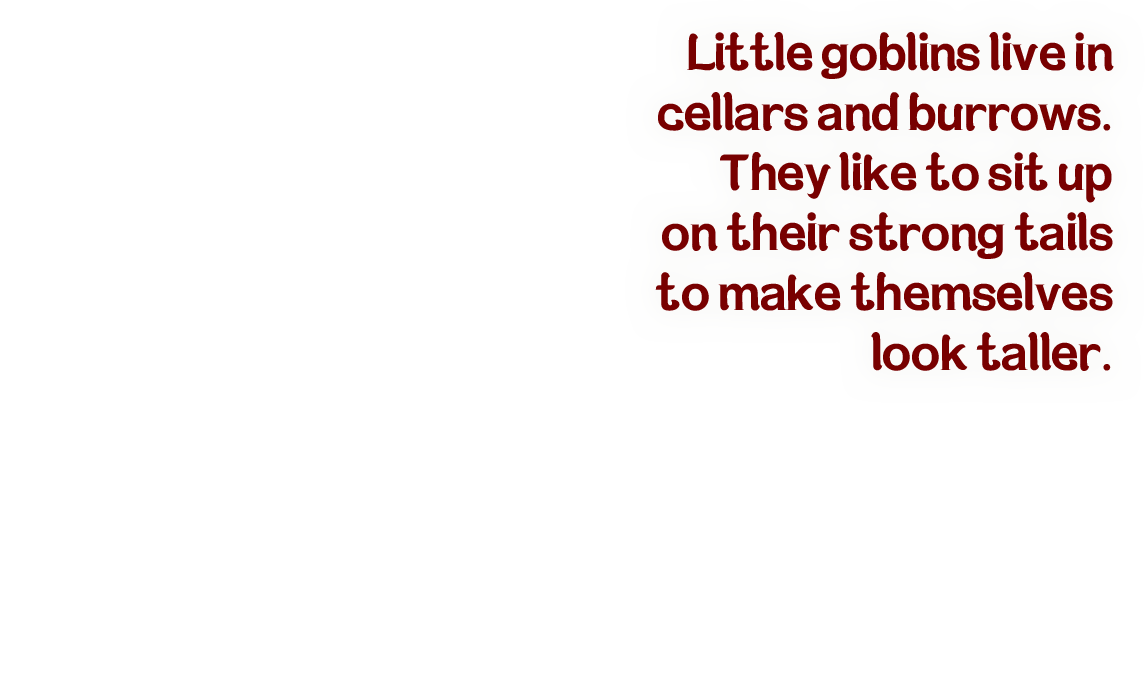 Little goblins live in
cellars and burrows.
They like to sit up
on their strong tails
to make themselves
look taller.